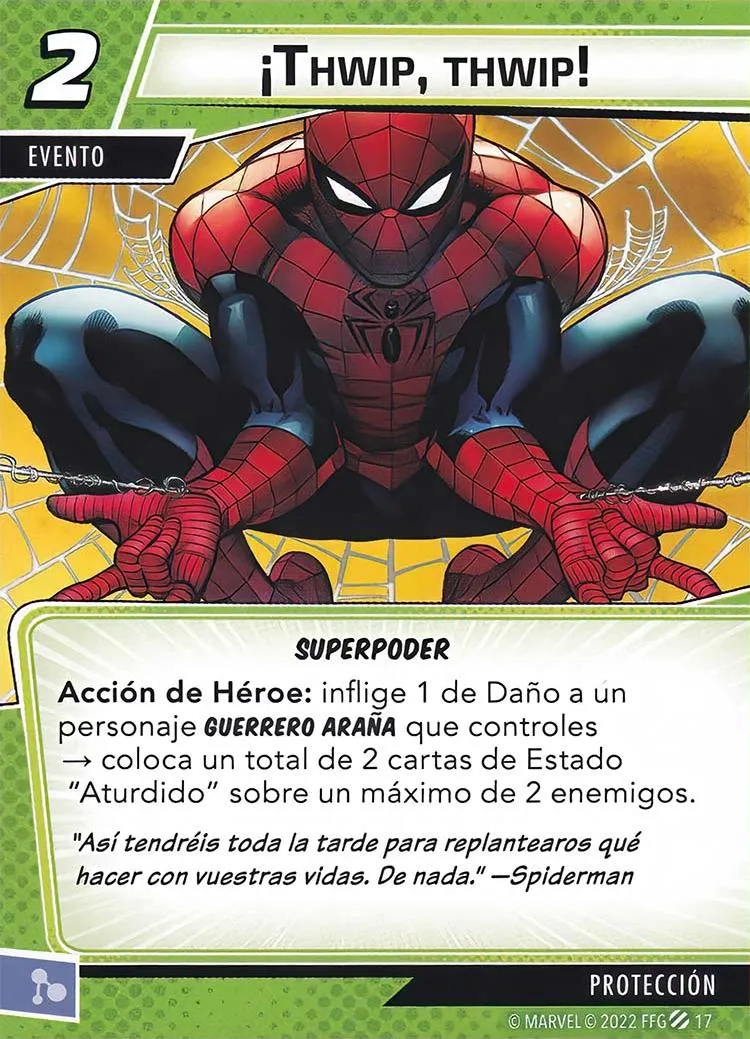 2
¡THWIP, THWIP!
EVENTO
SUPERPODER
Acción de Héroe: inflige 1 de Daño a un
personaje GUERRERO ARAÑA que controles
→ coloca un total de 2 cartas de Estado
“Aturdido” sobre un máximo de 2 enemigos.
"Así tendréis toda la tarde para replantearos qué
hacer con vuestras vidas. De nada." —Spiderman
PROTECCIÓN
© MARVEL © 2022 FFG 17